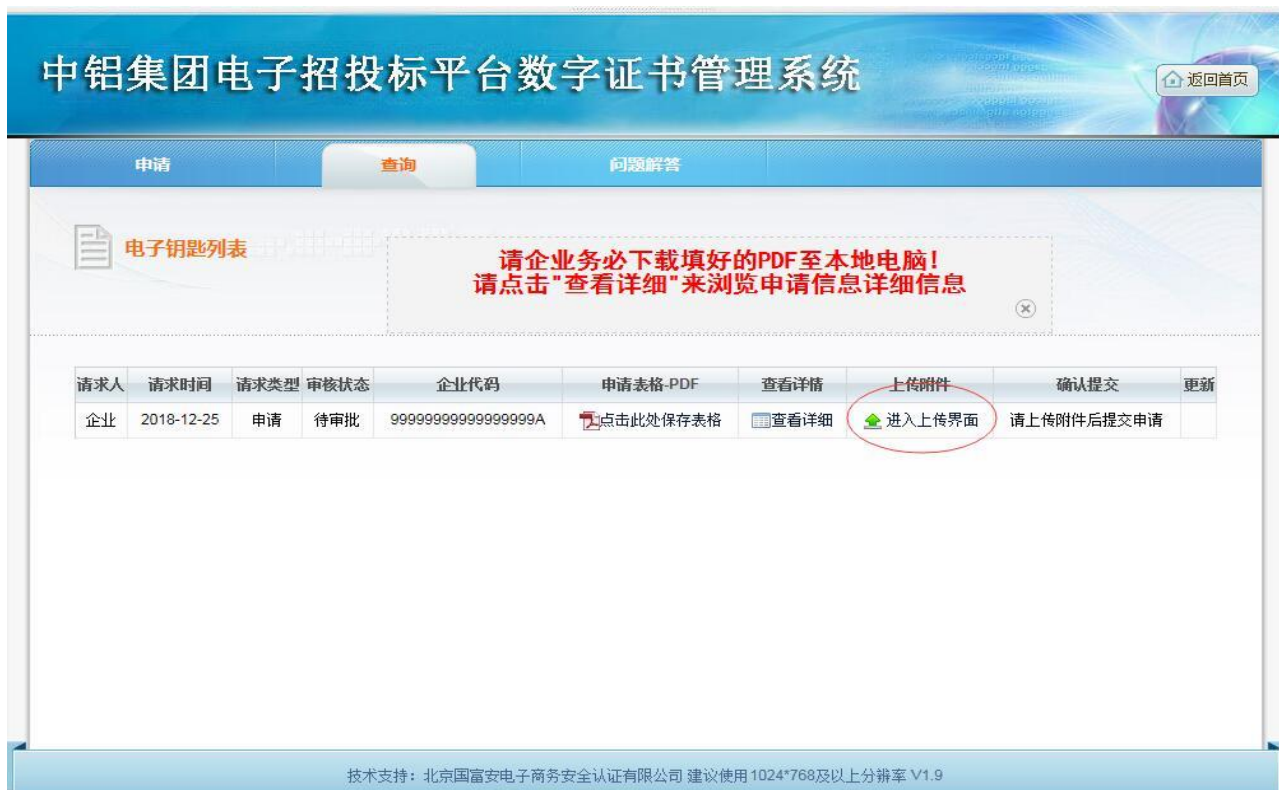 中铝集团电子招投标平台数字证书管理系统
返回首页
申请 查询 问题解答
电子钥匙列表
请企业务必下载填好的PDF至本地电脑!
请点击"查看详细"来浏览申请信息详细信息
请求人 请求时间 请求类型 审核状态 企业代码 申请表格-PDF 查看详情 上传附件 确认提交 更新
企业 2018-12-25 申请 待审批 99999999999999999A 点击此处保存表格 查看详细 进入上传界面 请上传附件后提交申请
技术支持：北京国富安电子商务安全认证有限公司 建议使用1024*768及以上分辨率 V1.9